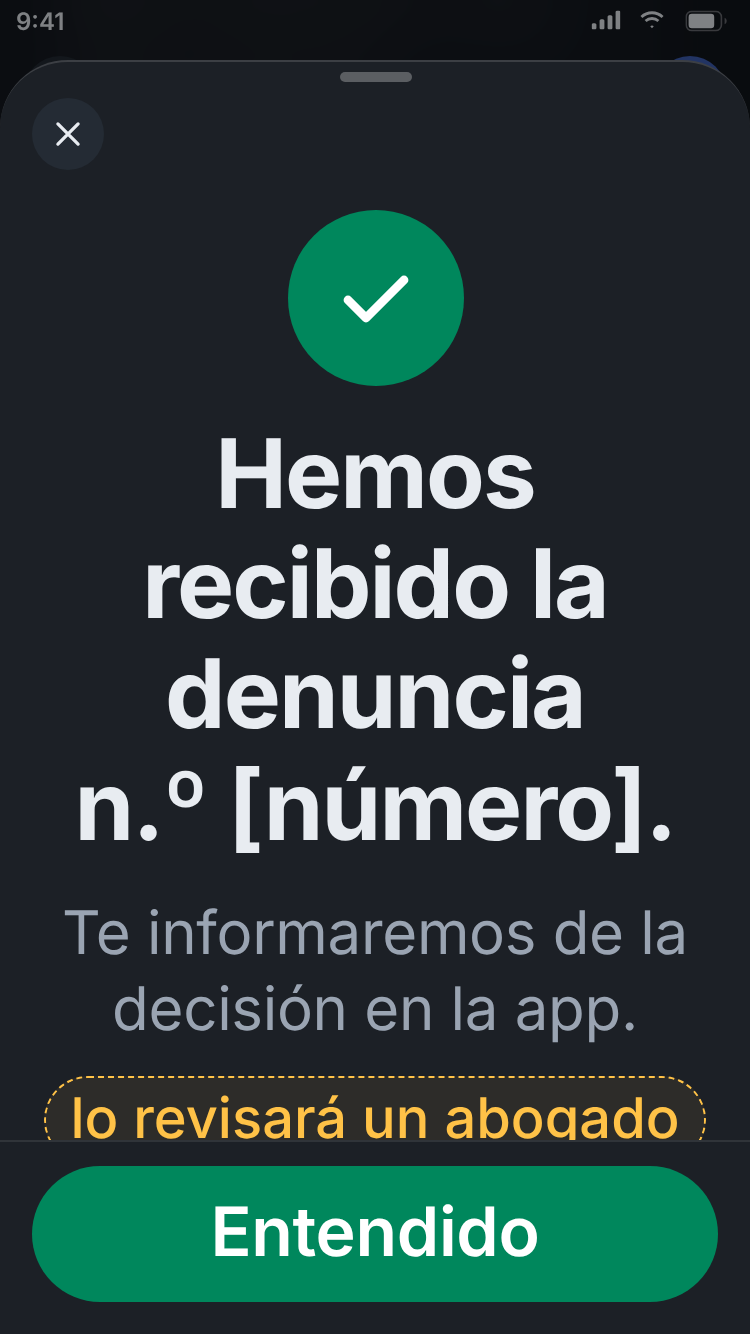 9:41
Hemos
recibido la
denuncia
n.º [número].
Te informaremos de la
decisión en la app.
lo revisará un abogado
Entendido